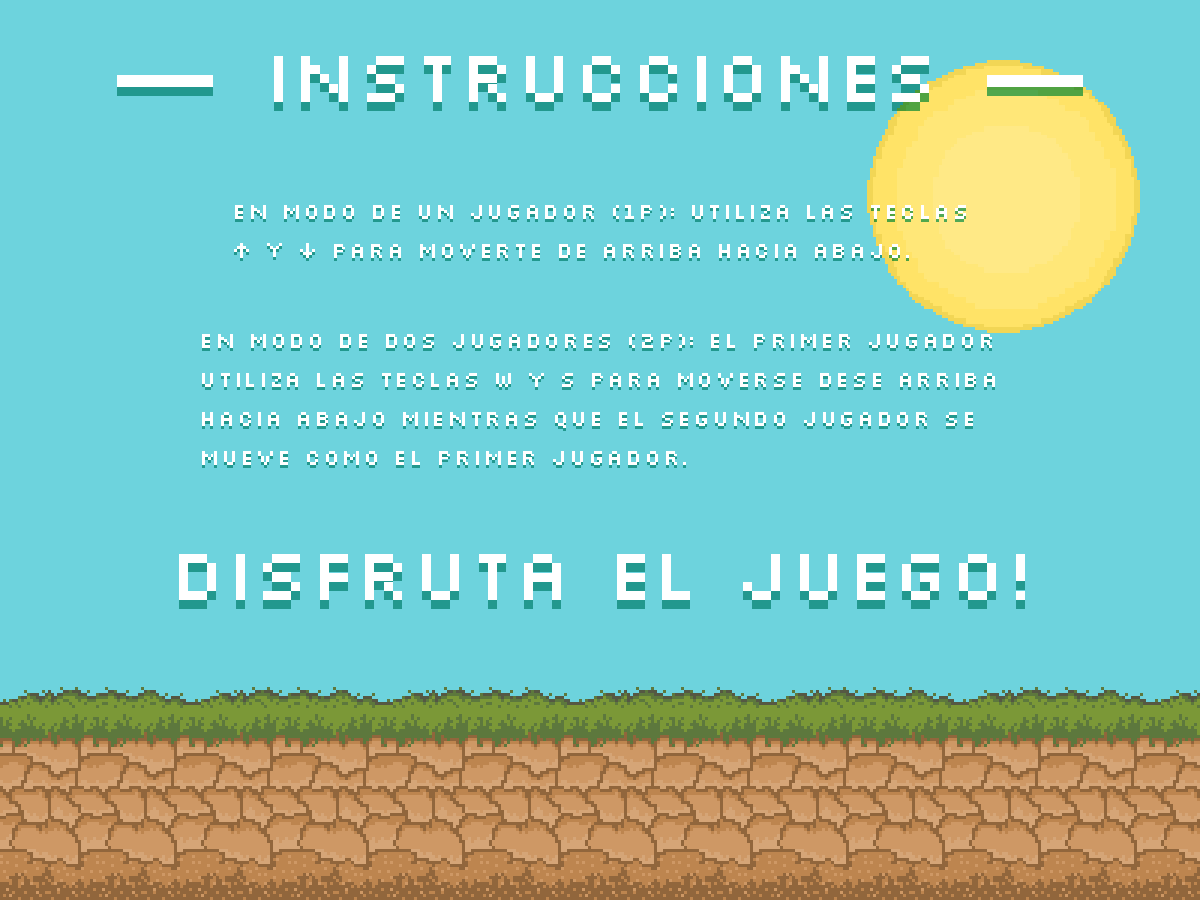 INSTRUCCIONES
EN MODO DE UN JUGADOR (1P): UTILIZA LAS TECLAS
↑ Y ↓ PARA MOVERTE DE ARRIBA HACIA ABAJO.
EN MODO DE DOS JUGADORES (2P): EL PRIMER JUGADOR
UTILIZA LAS TECLAS W Y S PARA MOVERSE DESE ARRIBA
HACIA ABAJO MIENTRAS QUE EL SEGUNDO JUGADOR SE
MUEVE COMO EL PRIMER JUGADOR.
DISFRUTA EL JUEGO!